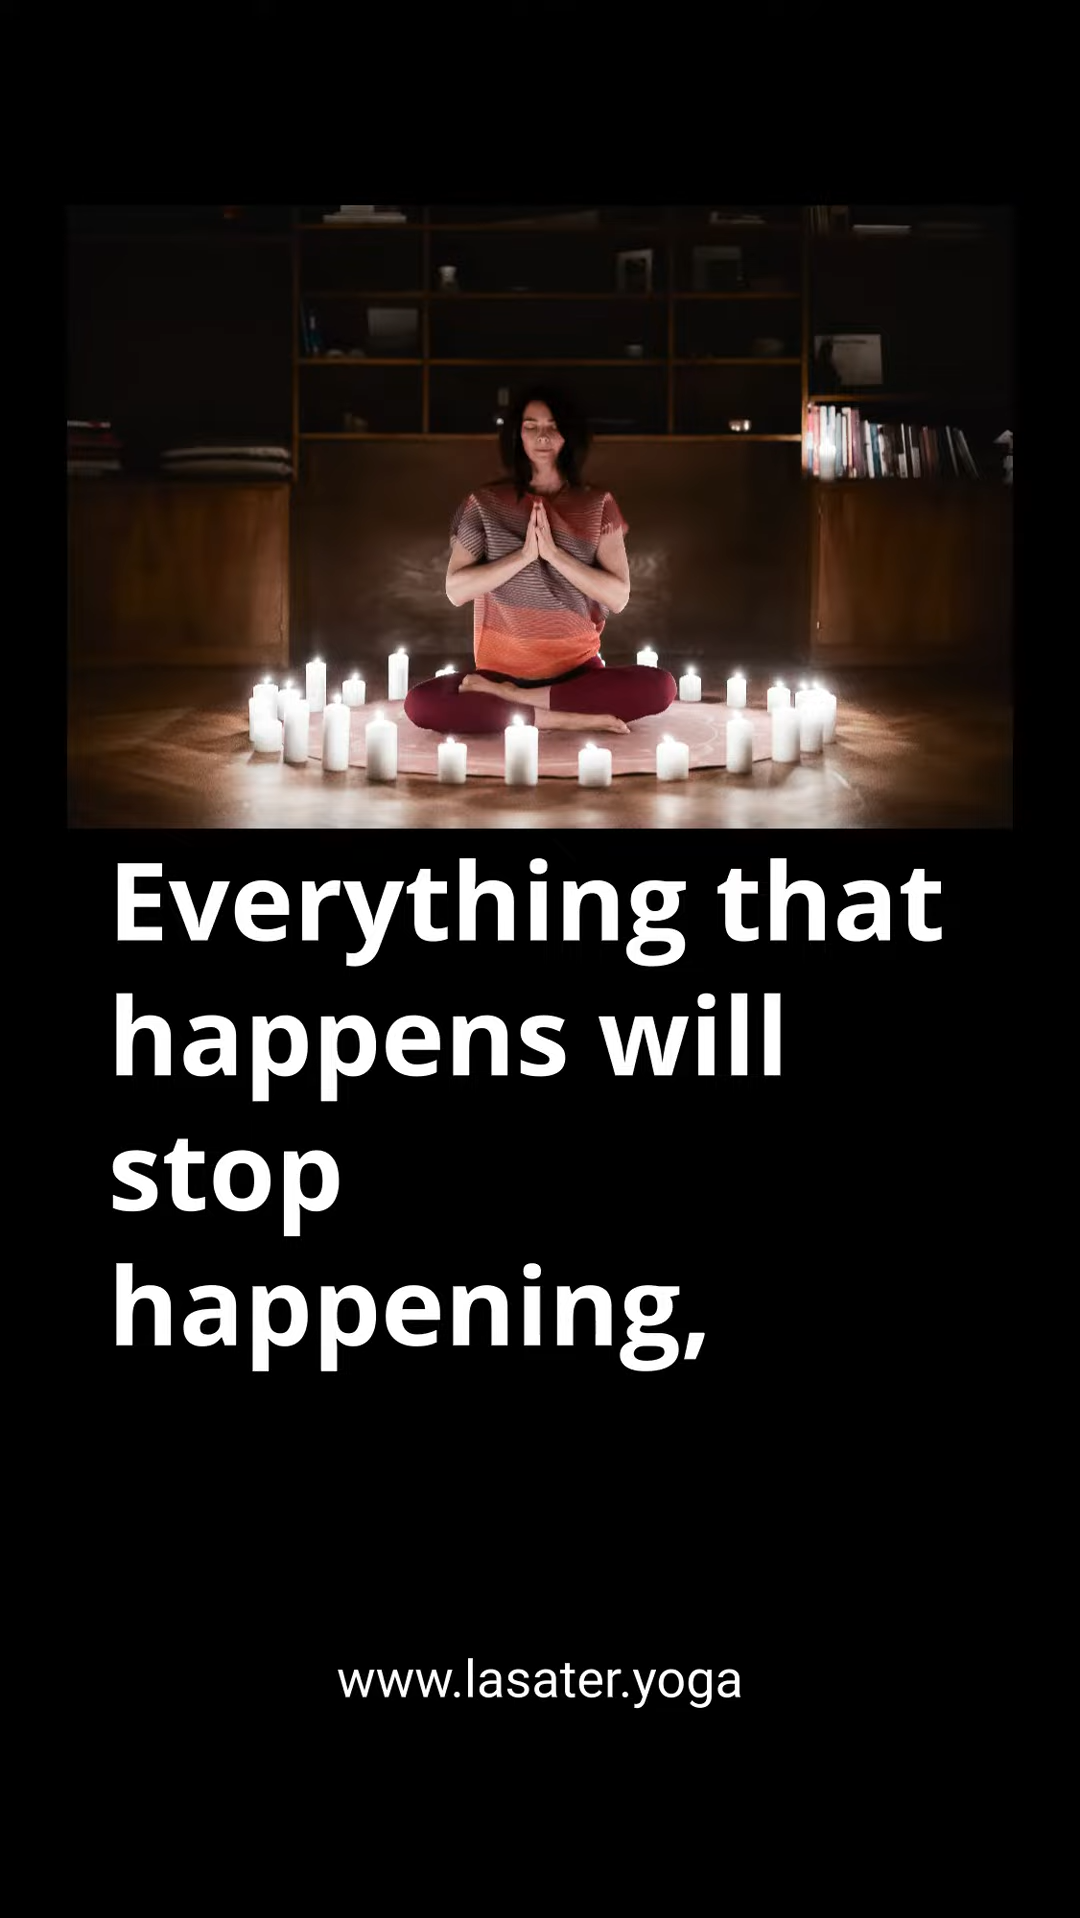 Everything that
happens will
stop
happening,
www.lasater.yoga